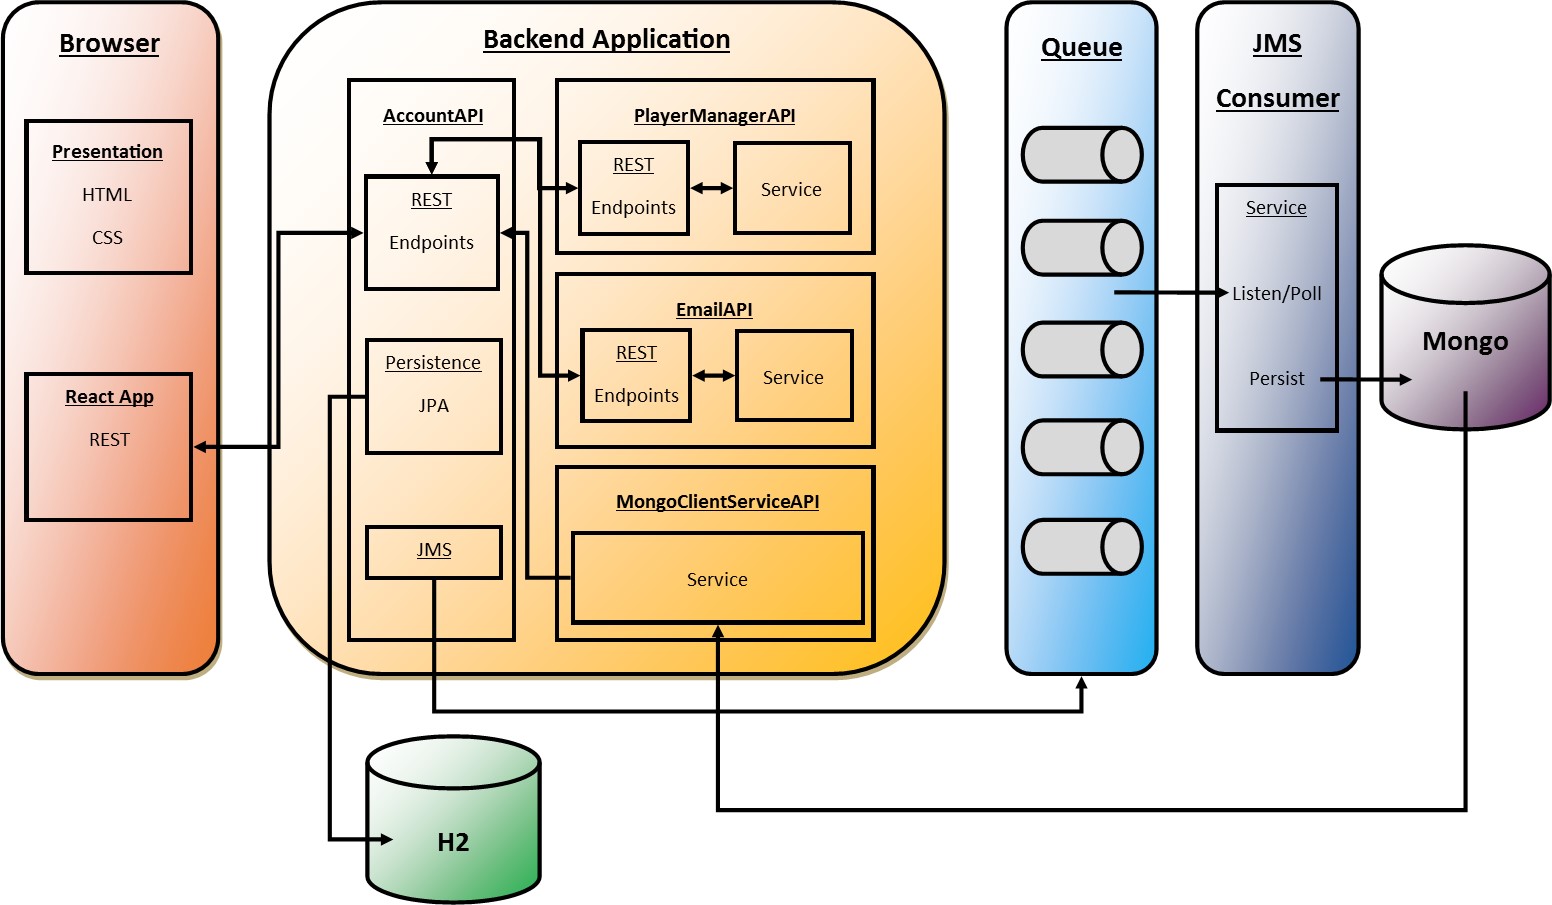 Browser
Presentation
HTML
CSS
React App
REST
Backend Application
AccountAPI
REST
Endpoints
Persistence
JPA
JMS
PlayerManagerAPI
REST
Endpoints
Service
EmailAPI
REST
Endpoints
Service
MongoClientServiceAPI
Service
Queue
JMS
Consumer
Service
Listen/Poll
Persist
Mongo
H2